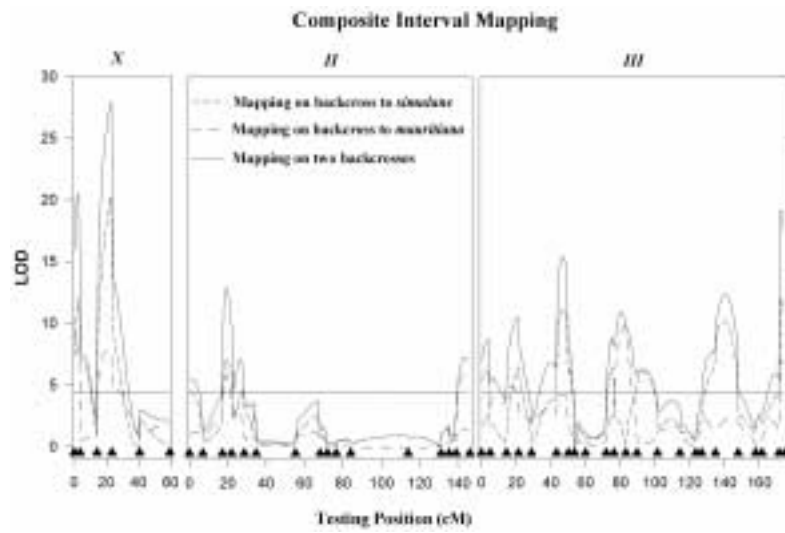 Composite Interval Mapping
X II III
30
25
20
15
10
5
0
LOD
Mapping on backcross to simulans
Mapping on backcross to mauritiana
Mapping on two backcrosses
0 20 40 60 0 20 40 60 80 100 120 140 0 20 40 60 80 100 120 140 160
Testing Position (cM)